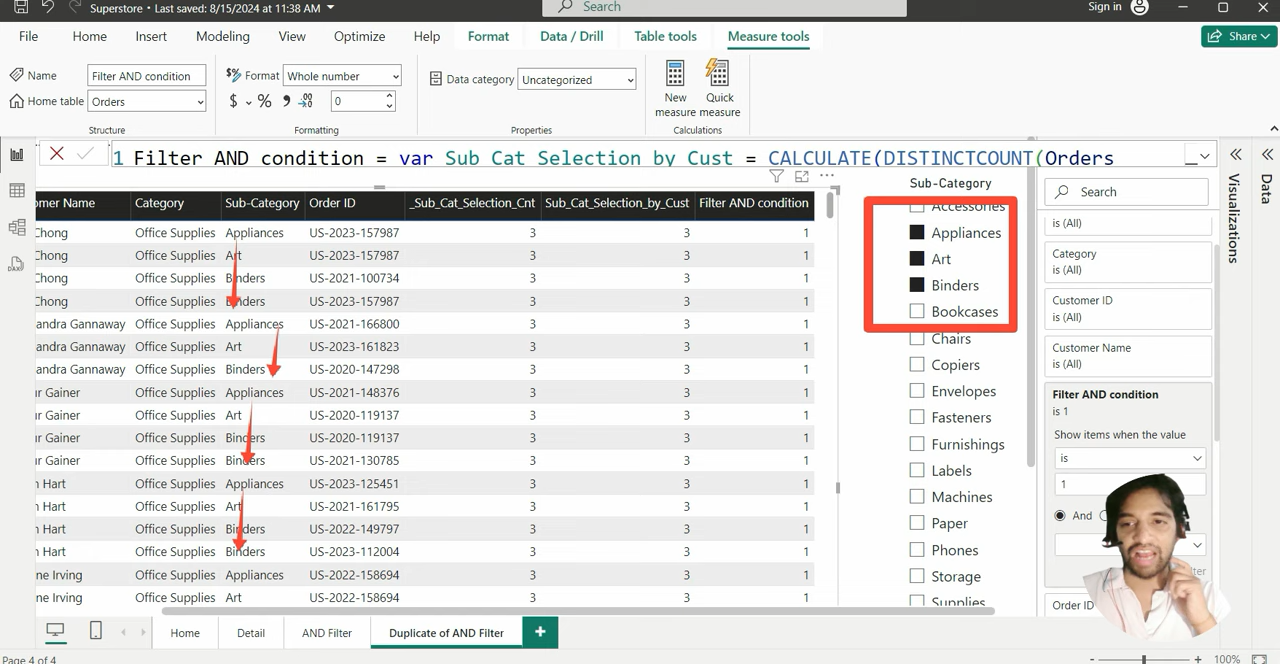 Superstore • Last saved: 8/15/2024 at 11:38 AM
Search
Sign in
File
Home
Insert
Modeling
View
Optimize
Help
Format
Data / Drill
Table tools
Measure tools
Share
Name
Filter AND condition
Home table
Orders
Structure
Format
Whole number
$
%
0
Formatting
Data category
Uncategorized
Properties
New measure
Quick measure
Calculations
1 Filter AND condition = var Sub_Cat_Selection_by_Cust = CALCULATE(DISTINCTCOUNT(Orders
omer Name Category Sub-Category Order ID _Sub_Cat_Selection_Cnt Sub_Cat_Selection_by_Cust Filter AND condition
Chong Office Supplies Appliances US-2023-157987 3 3 1
Chong Office Supplies Art US-2023-157987 3 3 1
Chong Office Supplies Binders US-2021-100734 3 3 1
Chong Office Supplies Binders US-2023-157987 3 3 1
andra Gannaway Office Supplies Appliances US-2021-166800 3 3 1
andra Gannaway Office Supplies Art US-2023-161823 3 3 1
andra Gannaway Office Supplies Binders US-2020-147298 3 3 1
ur Gainer Office Supplies Appliances US-2021-148376 3 3 1
ur Gainer Office Supplies Art US-2020-119137 3 3 1
ur Gainer Office Supplies Binders US-2020-119137 3 3 1
ur Gainer Office Supplies Binders US-2021-130785 3 3 1
n Hart Office Supplies Appliances US-2023-125451 3 3 1
n Hart Office Supplies Art US-2021-161795 3 3 1
n Hart Office Supplies Binders US-2022-149797 3 3 1
n Hart Office Supplies Binders US-2023-112004 3 3 1
ne Irving Office Supplies Appliances US-2022-158694 3 3 1
ne Irving Office Supplies Art US-2022-158694 3 3 1
Sub-Category
Accessories
Appliances
Art
Binders
Bookcases
Chairs
Copiers
Envelopes
Fasteners
Furnishings
Labels
Machines
Paper
Phones
Storage
Supplies
Search
is (All)
Category
is (All)
Customer ID
is (All)
Customer Name
is (All)
Filter AND condition
is 1
Show items when the value
is
1
And
Order ID
Visualizations
Data
Home
Detail
AND Filter
Duplicate of AND Filter
+
Page 4 of 4
- + 100%